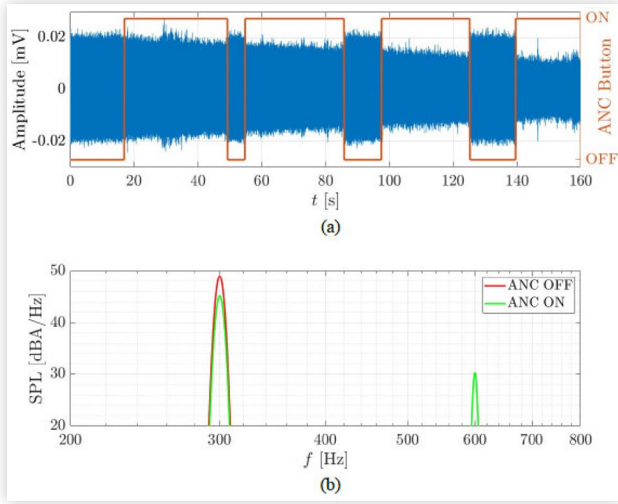 ON
0.02
0
-0.02
OFF
Amplitude [mV]
ANC Button
0 20 40 60 80 100 120 140 160
t [s]
(a)
50
40
30
20
SPL [dBA/Hz]
ANC OFF
ANC ON
200 300 400 500 600 700 800
f [Hz]
(b)